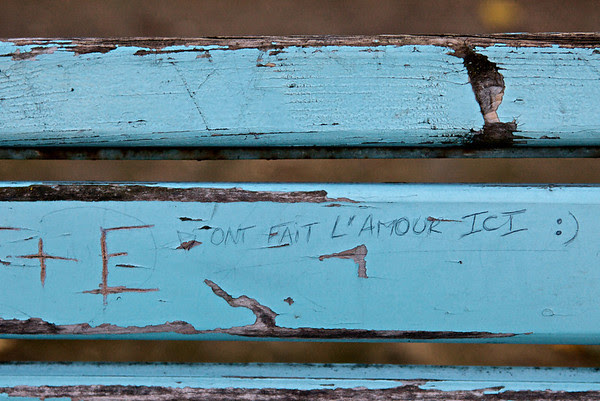 +E ONT FAIT L'AMOUR ICI :)